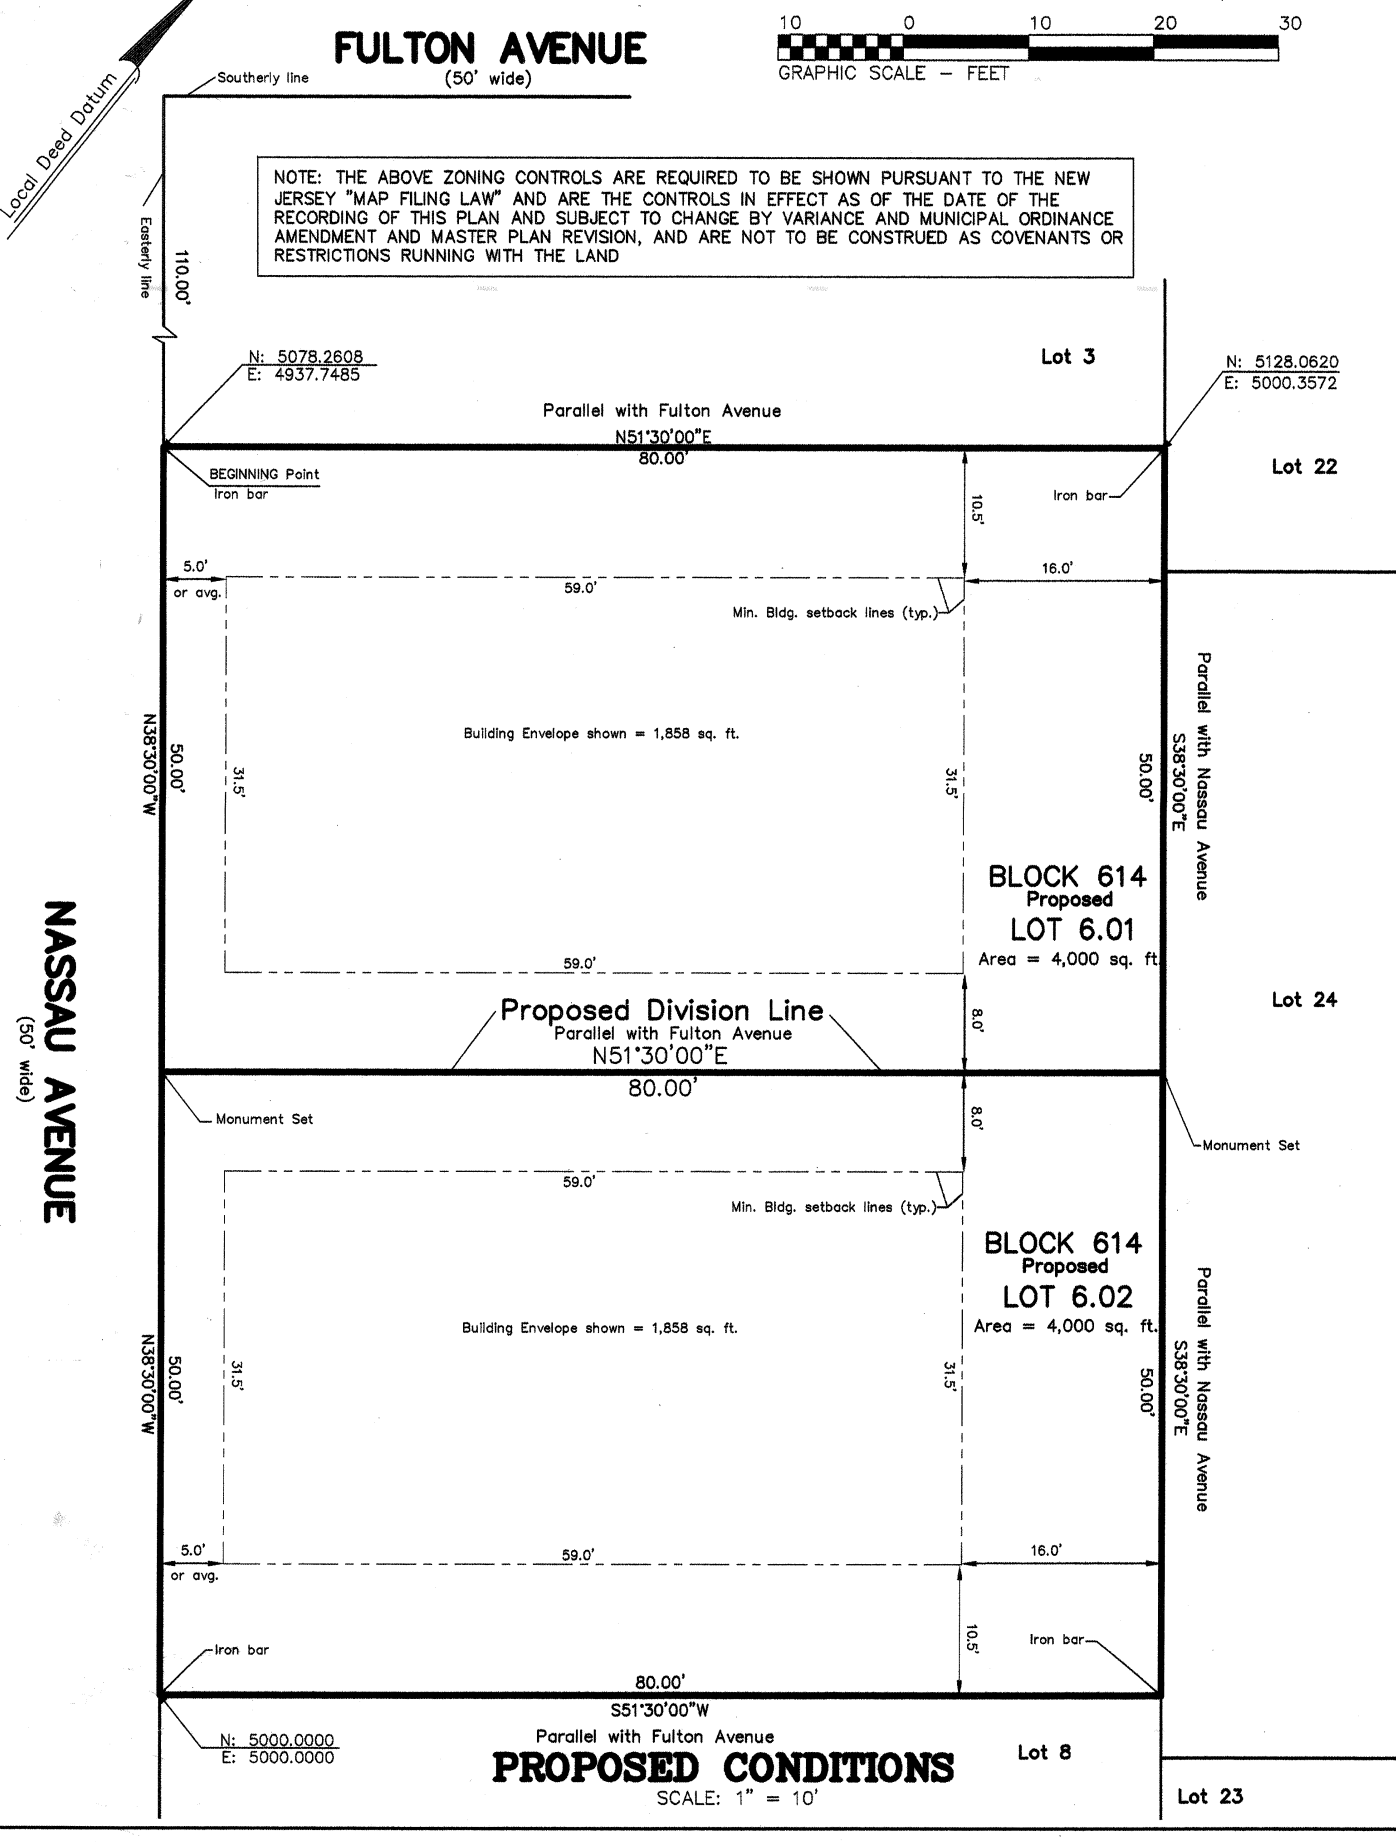 10 0 10 20 30
GRAPHIC SCALE – FEET
FULTON AVENUE
(50' wide)
Southerly line
Local Deed Datum
NOTE: THE ABOVE ZONING CONTROLS ARE REQUIRED TO BE SHOWN PURSUANT TO THE NEW
JERSEY "MAP FILING LAW" AND ARE THE CONTROLS IN EFFECT AS OF THE DATE OF THE
RECORDING OF THIS PLAN AND SUBJECT TO CHANGE BY VARIANCE AND MUNICIPAL ORDINANCE
AMENDMENT AND MASTER PLAN REVISION, AND ARE NOT TO BE CONSTRUED AS COVENANTS OR
RESTRICTIONS RUNNING WITH THE LAND
Easterly line
110.00'
N: 5078.2608
E: 4937.7485
Lot 3
N: 5128.0620
E: 5000.3572
Parallel with Fulton Avenue
N51°30'00"E
80.00'
BEGINNING Point
Iron bar
10.5'
Iron bar
Lot 22
5.0'
or avg.
59.0'
16.0'
Min. Bldg. setback lines (typ.)
Building Envelope shown = 1,858 sq. ft.
N38°30'00"W
50.00'
31.5'
31.5'
50.00'
S38°30'00"E
Parallel with Nassau Avenue
BLOCK 614
Proposed
LOT 6.01
Area = 4,000 sq. ft.
59.0'
Lot 24
Proposed Division Line
Parallel with Fulton Avenue
N51°30'00"E
80.00'
8.0'
8.0'
NASSAU AVENUE
(50' wide)
Monument Set
Monument Set
59.0'
Min. Bldg. setback lines (typ.)
BLOCK 614
Proposed
LOT 6.02
Area = 4,000 sq. ft.
Building Envelope shown = 1,858 sq. ft.
N38°30'00"W
50.00'
31.5'
31.5'
50.00'
S38°30'00"E
Parallel with Nassau Avenue
5.0'
or avg.
59.0'
16.0'
10.5'
Iron bar
Iron bar
80.00'
S51°30'00"W
Parallel with Fulton Avenue
N: 5000.0000
E: 5000.0000
PROPOSED CONDITIONS
SCALE: 1" = 10'
Lot 8
Lot 23